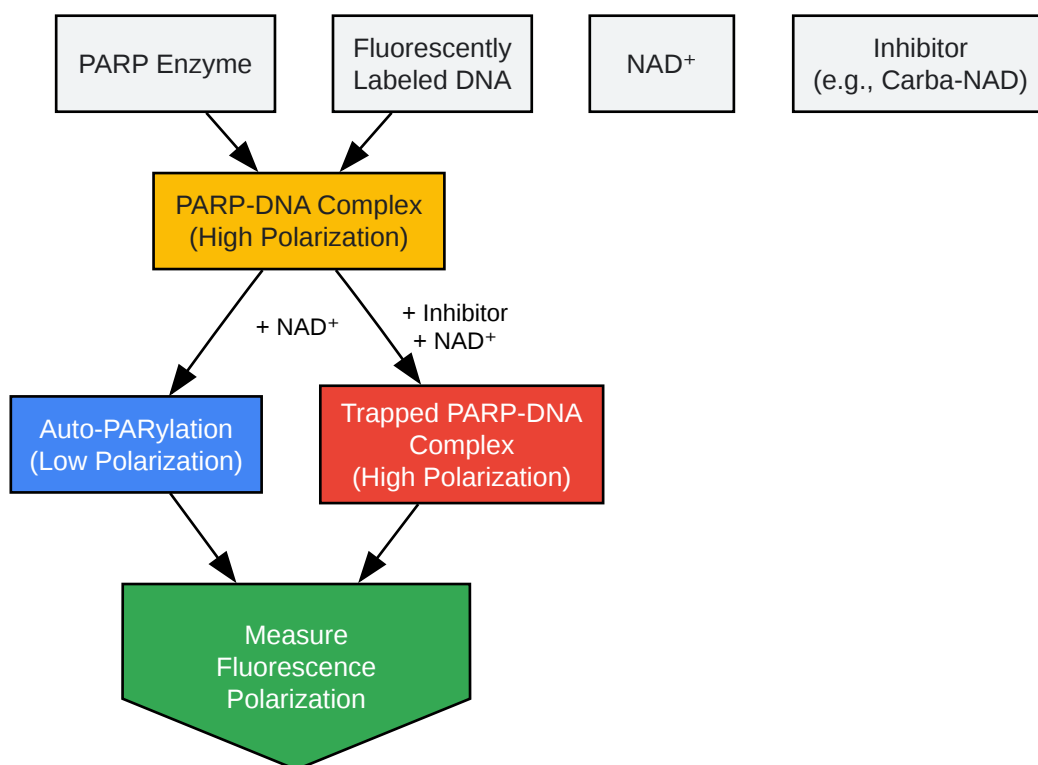 PARP Enzyme
Fluorescently
Labeled DNA
NAD⁺
Inhibitor
(e.g., Carba-NAD)
PARP-DNA Complex
(High Polarization)
+ NAD⁺
+ Inhibitor
+ NAD⁺
Auto-PARylation
(Low Polarization)
Trapped PARP-DNA
Complex
(High Polarization)
Measure
Fluorescence
Polarization